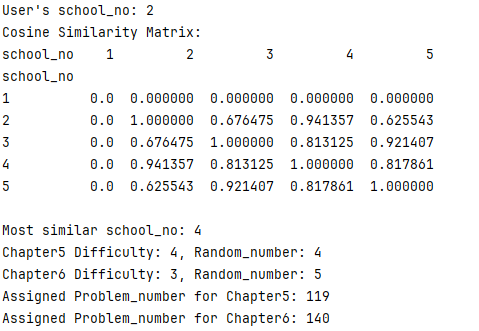 User's school_no: 2
Cosine Similarity Matrix:
school_no    1         2         3         4         5
school_no
1          0.0  0.000000  0.000000  0.000000  0.000000
2          0.0  1.000000  0.676475  0.941357  0.625543
3          0.0  0.676475  1.000000  0.813125  0.921407
4          0.0  0.941357  0.813125  1.000000  0.817861
5          0.0  0.625543  0.921407  0.817861  1.000000
Most similar school_no: 4
Chapter5 Difficulty: 4, Random_number: 4
Chapter6 Difficulty: 3, Random_number: 5
Assigned Problem_number for Chapter5: 119
Assigned Problem_number for Chapter6: 140